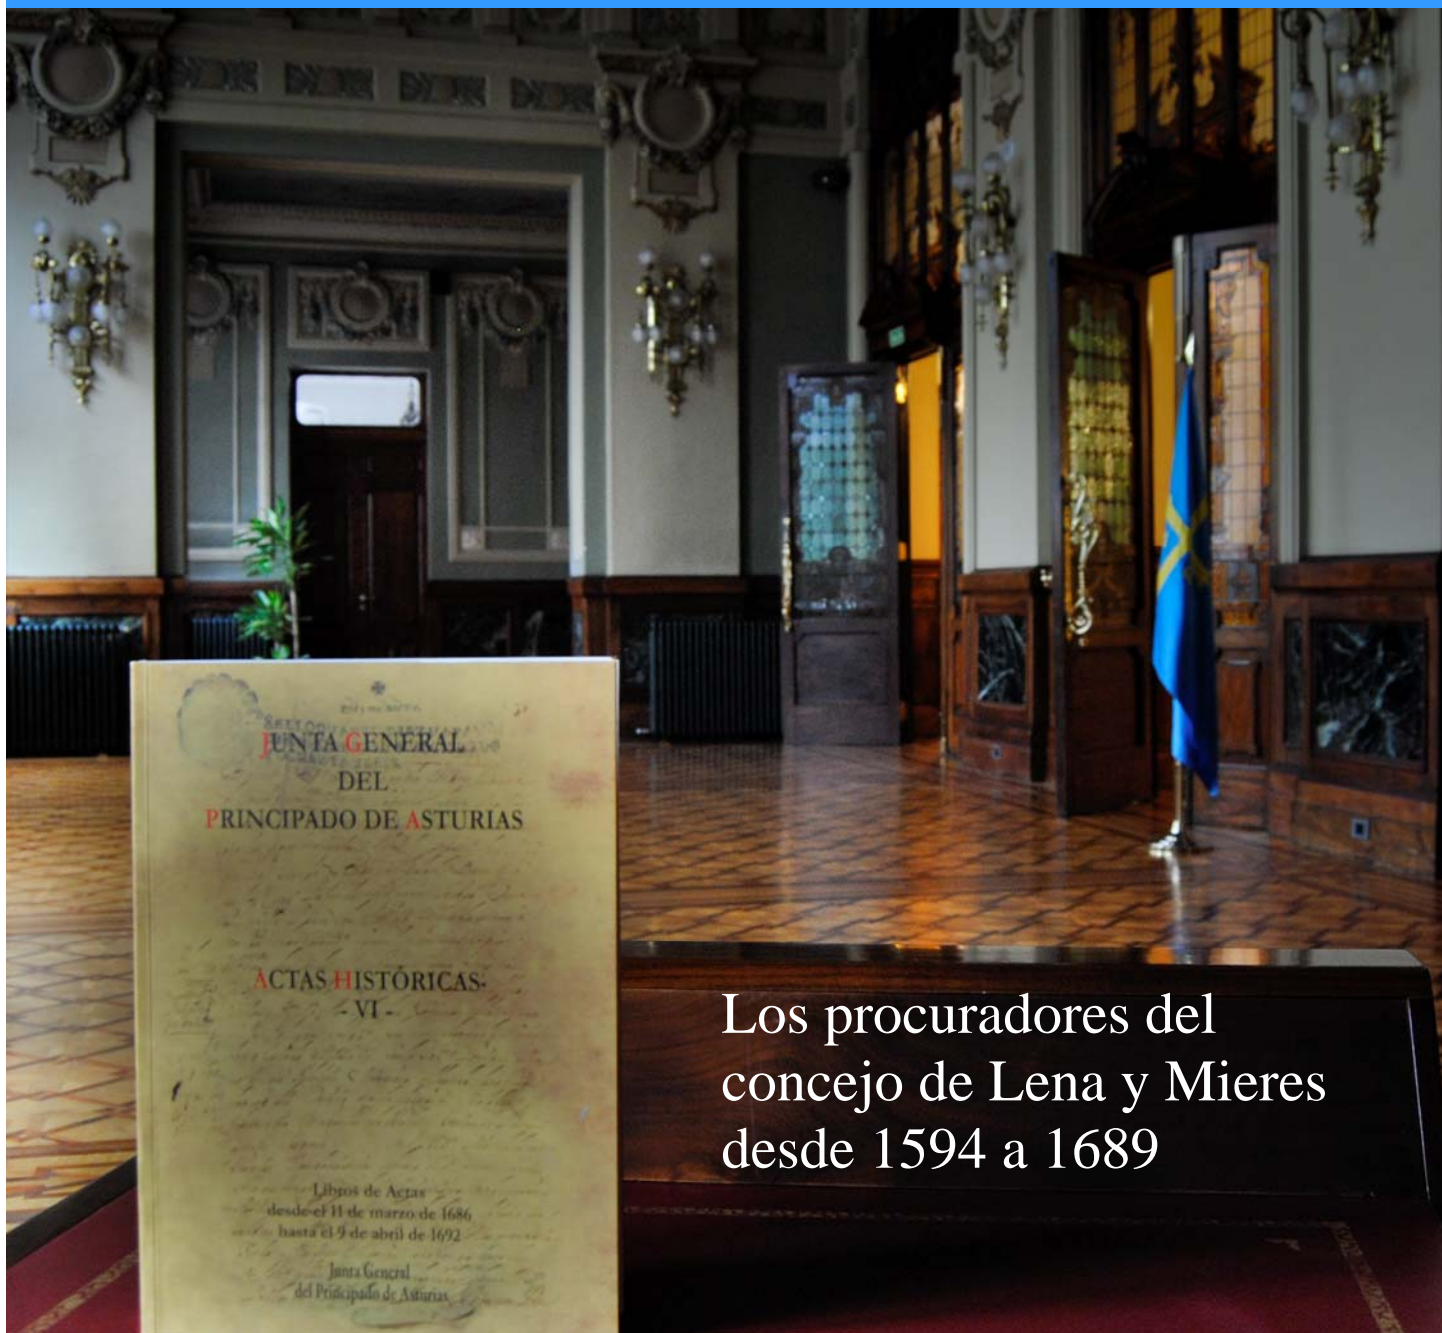 JUNTA GENERAL
DEL
PRINCIPADO DE ASTURIAS
ACTAS HISTÓRICAS
- VI -
Libros de Actas
desde el 11 de marzo de 1686
hasta el 9 de abril de 1692
Junta General
del Principado de Asturias
Los procuradores del
concejo de Lena y Mieres
desde 1594 a 1689